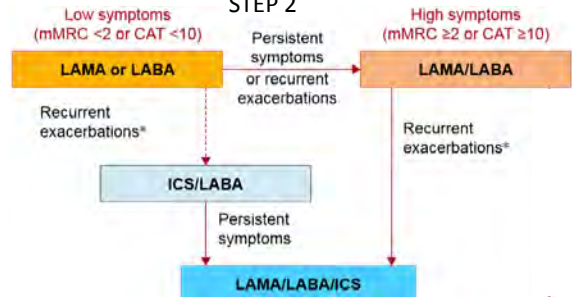 STEP 2
Low symptoms
(mMRC <2 or CAT <10)
High symptoms
(mMRC ≥2 or CAT ≥10)
LAMA or LABA
Persistent
symptoms
or recurrent
exacerbations
LAMA/LABA
Recurrent
exacerbations*
Recurrent
exacerbations*
ICS/LABA
Persistent
symptoms
LAMA/LABA/ICS